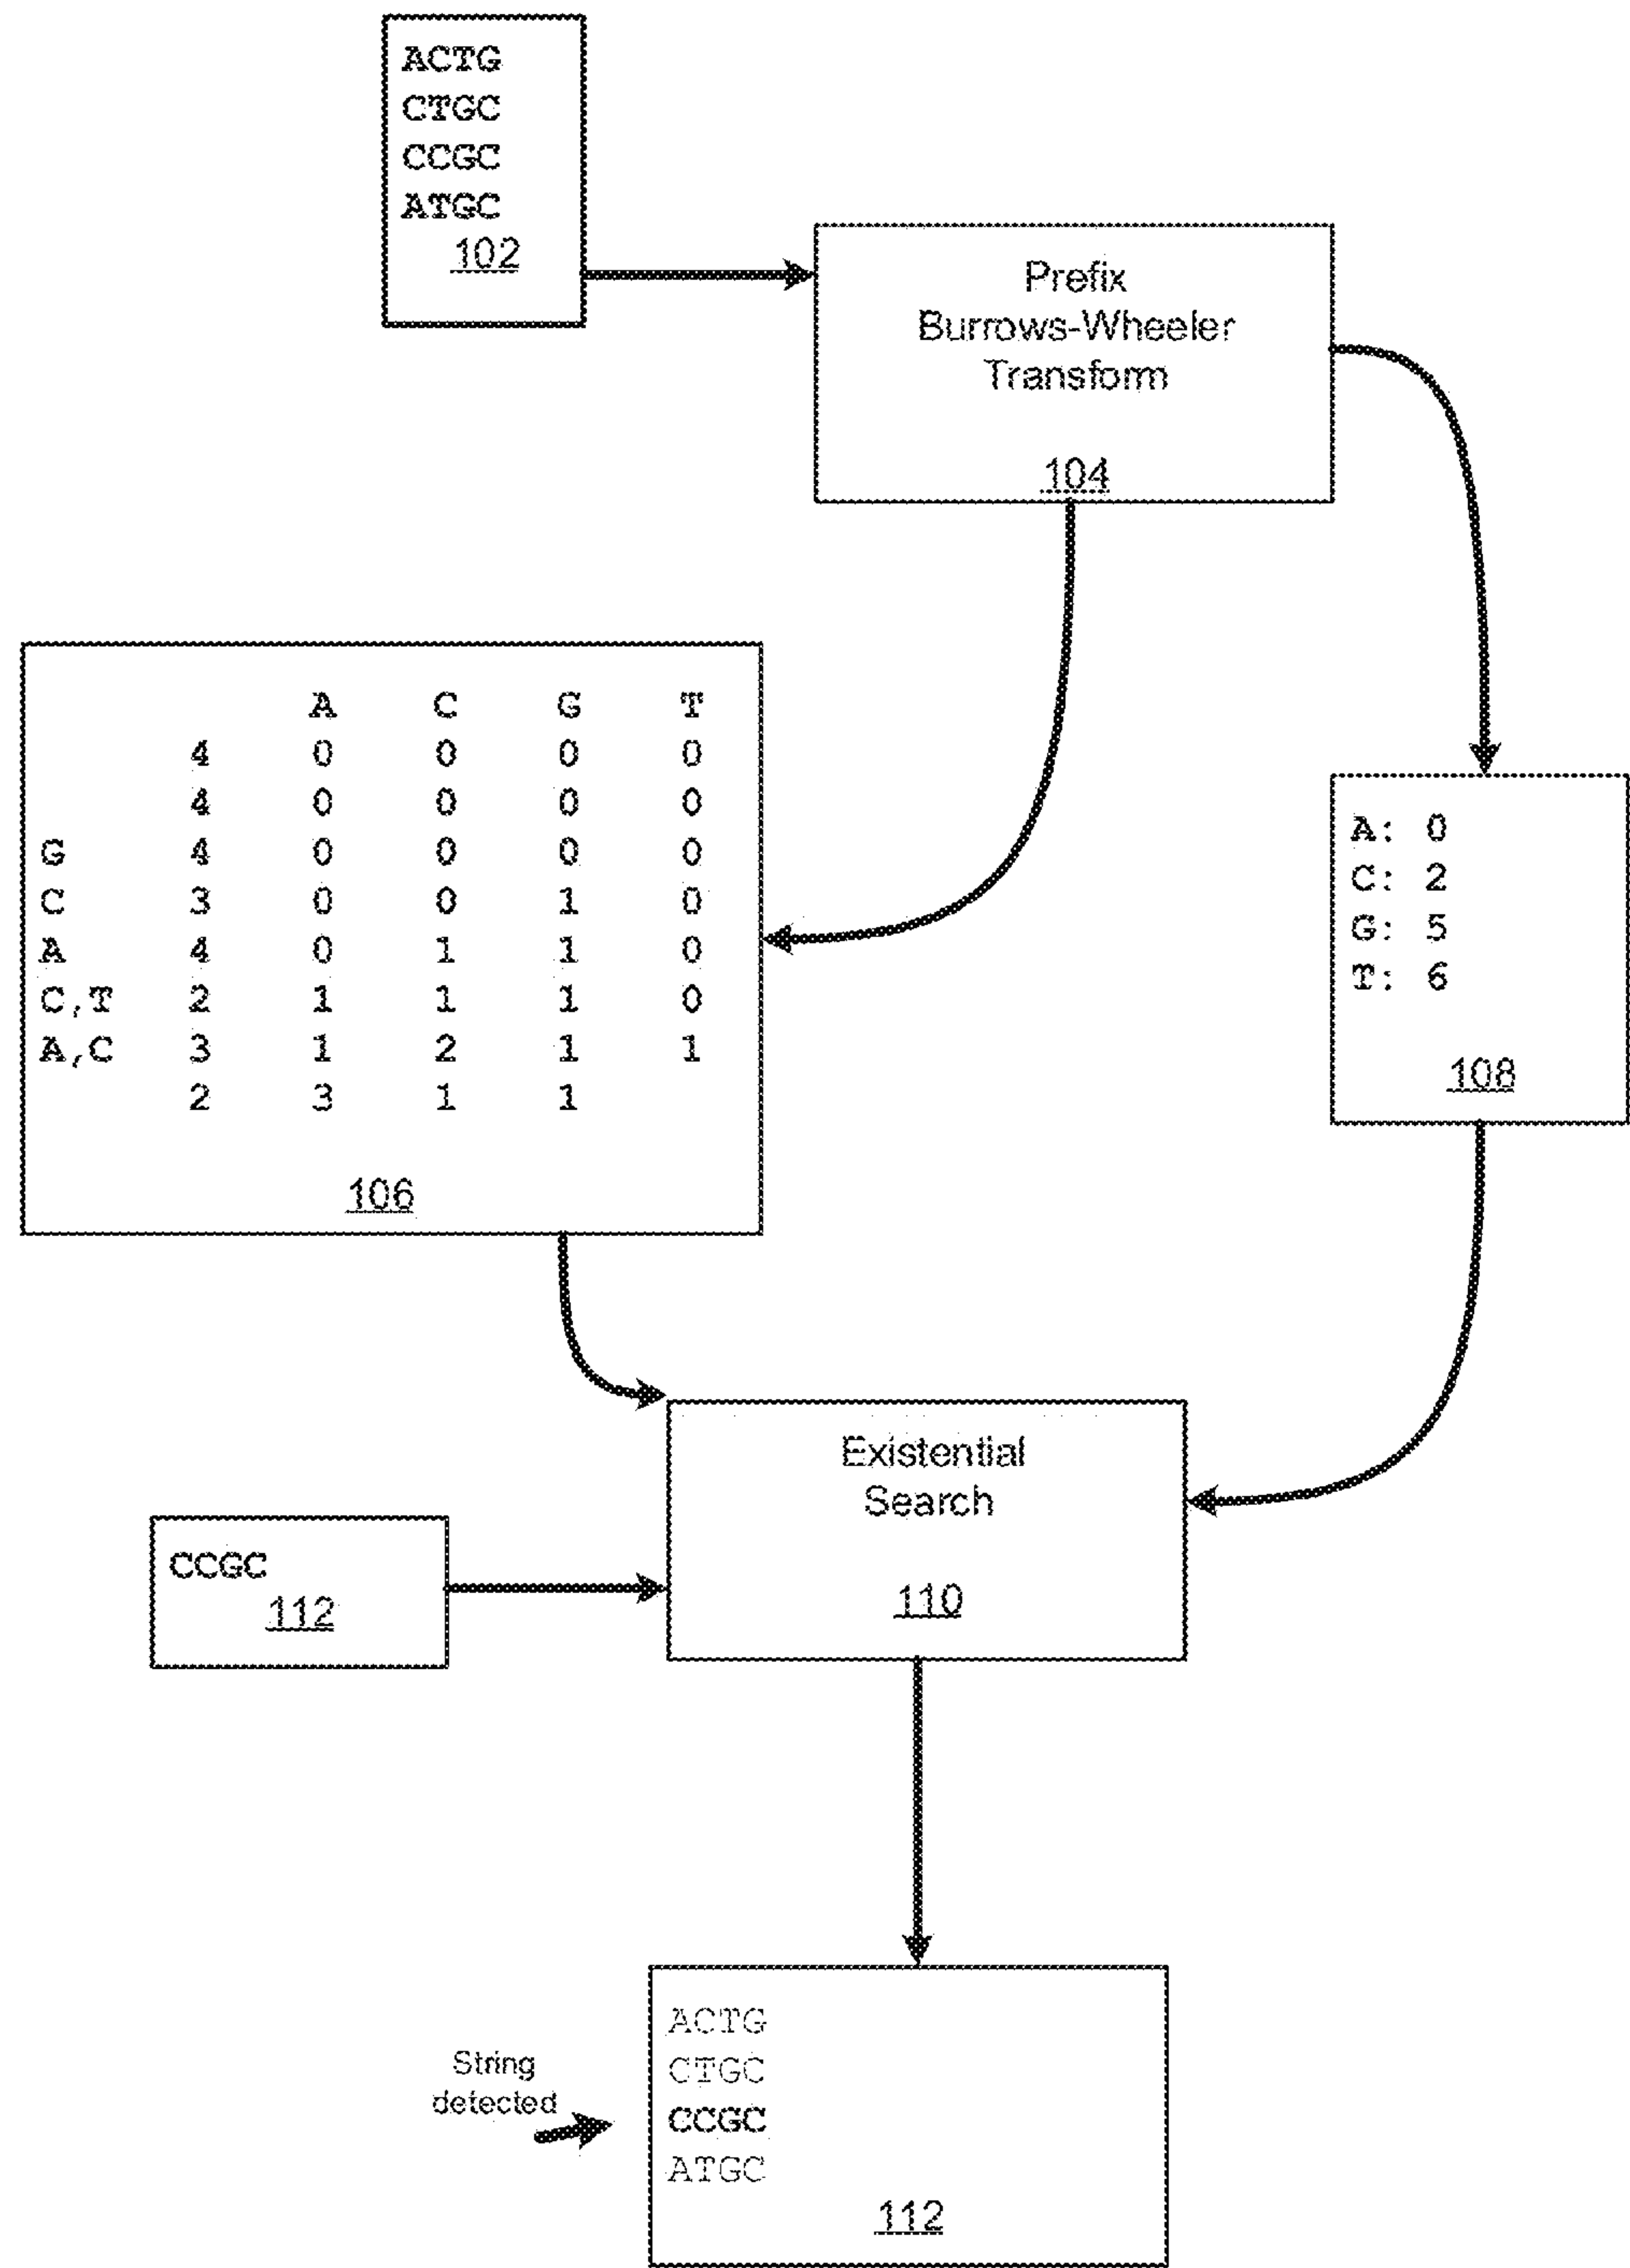 ACTG
CTGC
CCGC
ATGC
102
Prefix
Burrows-Wheeler
Transform
104
A C G T
4 0 0 0 0
4 0 0 0 0
G 4 0 0 0 0
C 3 0 0 1 0
A 4 0 1 1 0
C,T 2 1 1 1 0
A,C 3 1 2 1 1
2 3 1 1
106
A: 0
C: 2
G: 5
T: 6
108
Existential
Search
110
CCGC
112
String
detected
ACTG
CTGC
CCGC
ATGC
112